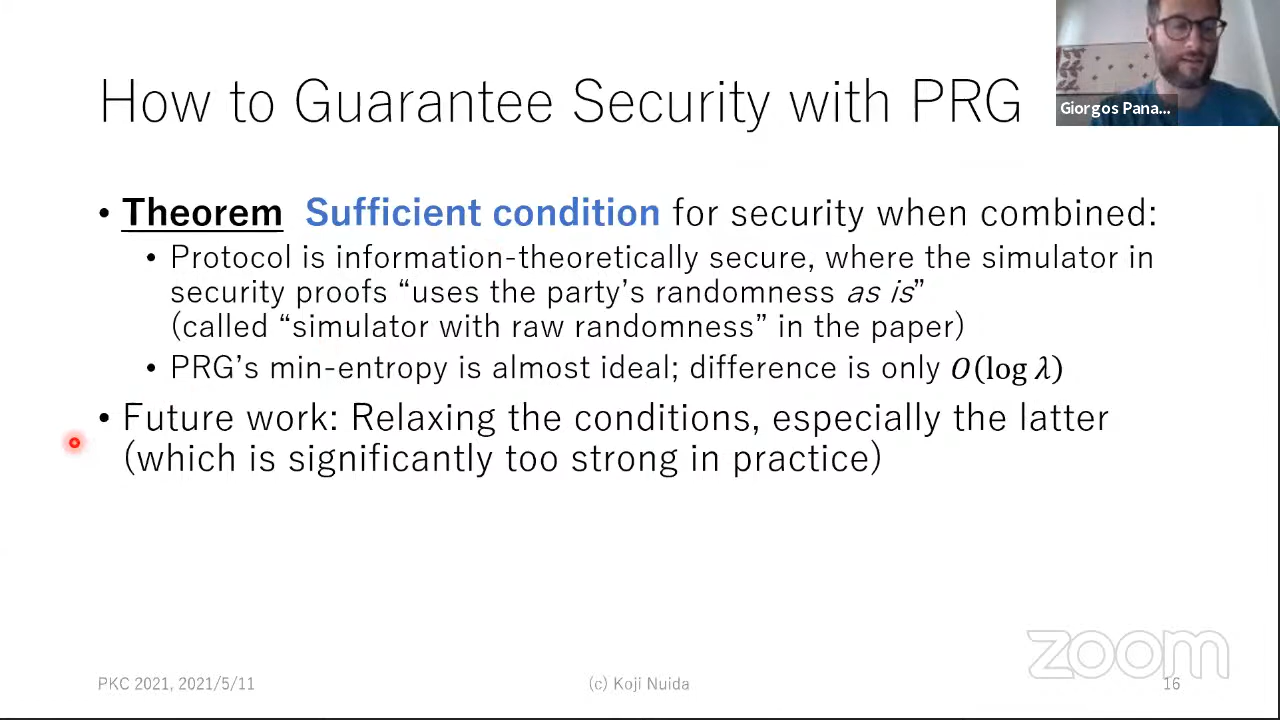 How to Guarantee Security with PRG
Giorgos Pana...
• Theorem Sufficient condition for security when combined:
• Protocol is information-theoretically secure, where the simulator in
security proofs “uses the party’s randomness as is”
(called “simulator with raw randomness” in the paper)
• PRG’s min-entropy is almost ideal; difference is only O(log λ)
• Future work: Relaxing the conditions, especially the latter
(which is significantly too strong in practice)
zoom
PKC 2021, 2021/5/11
(c) Koji Nuida
16